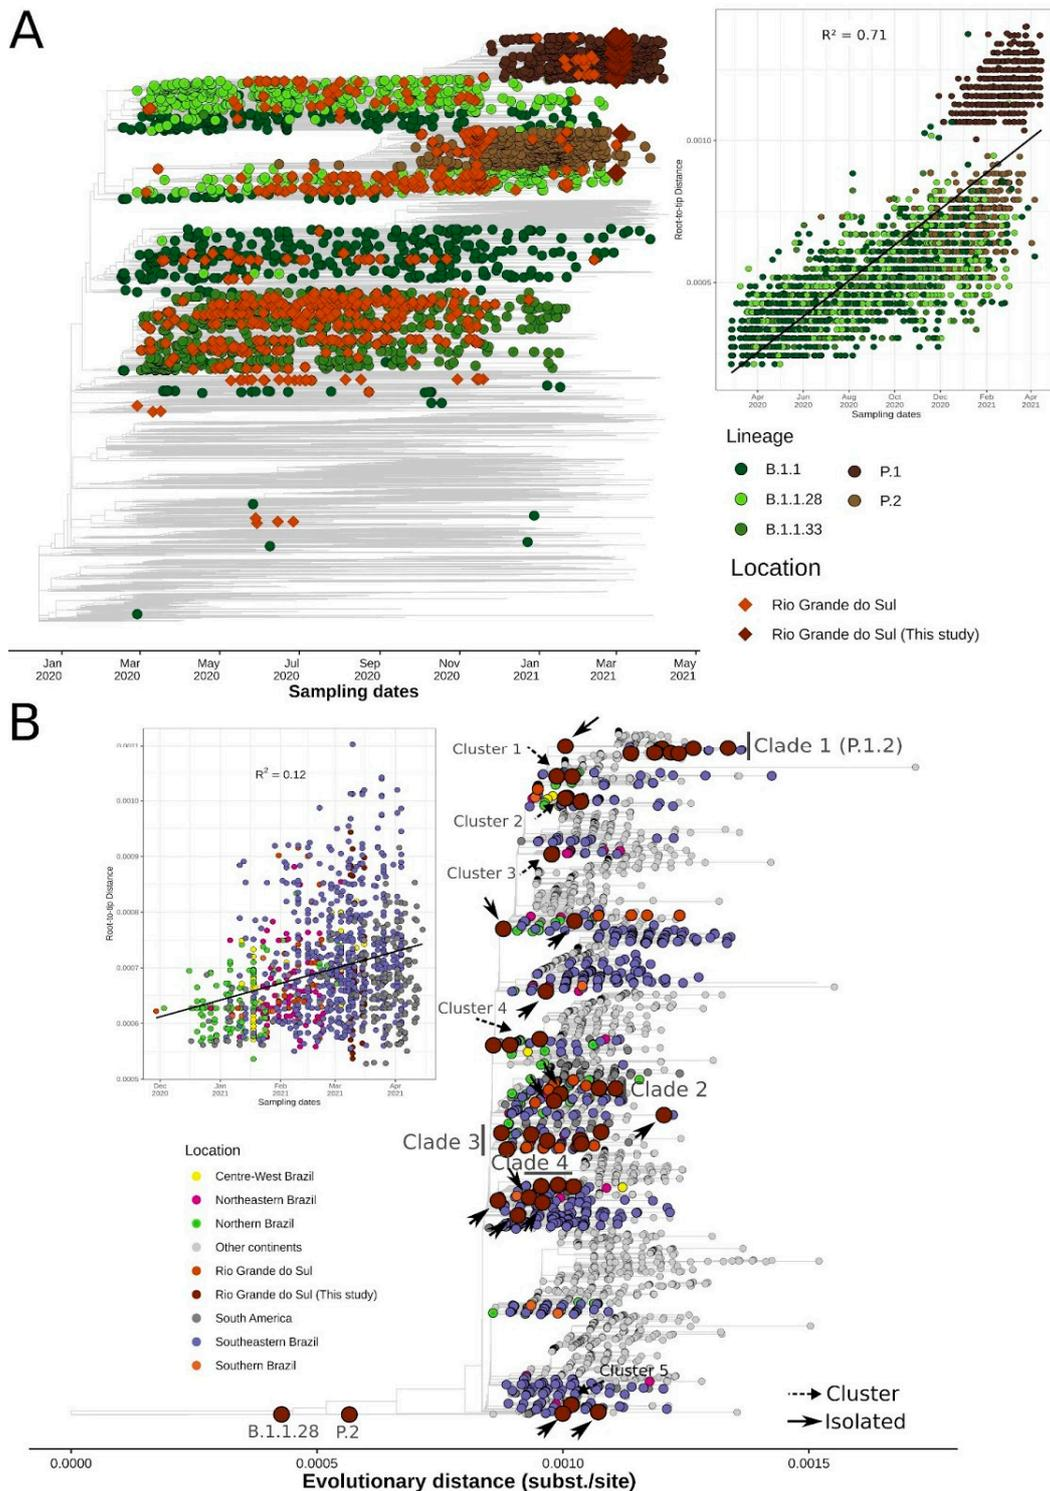 A
R² = 0.71
Root-to-tip Distance
0.0010
0.0005
Apr 2020
Jun 2020
Aug 2020
Oct 2020
Dec 2020
Feb 2021
Apr 2021
Sampling dates
Lineage
B.1.1
P.1
B.1.1.28
P.2
B.1.1.33
Location
Rio Grande do Sul
Rio Grande do Sul (This study)
Jan 2020
Mar 2020
May 2020
Jul 2020
Sep 2020
Nov 2020
Jan 2021
Mar 2021
May 2021
Sampling dates
B
R² = 0.12
Root-to-tip Distance
0.0011
0.0010
0.0009
0.0008
0.0007
0.0006
0.0005
Dec 2020
Jan 2021
Feb 2021
Mar 2021
Apr 2021
Sampling dates
Cluster 1
Clade 1 (P.1.2)
Cluster 2
Cluster 3
Cluster 4
Clade 2
Clade 3
Clade 4
Location
Centre-West Brazil
Northeastern Brazil
Northern Brazil
Other continents
Rio Grande do Sul
Rio Grande do Sul (This study)
South America
Southeastern Brazil
Southern Brazil
Cluster 5
Cluster
Isolated
B.1.1.28
P.2
0.0000
0.0005
0.0010
0.0015
Evolutionary distance (subst./site)